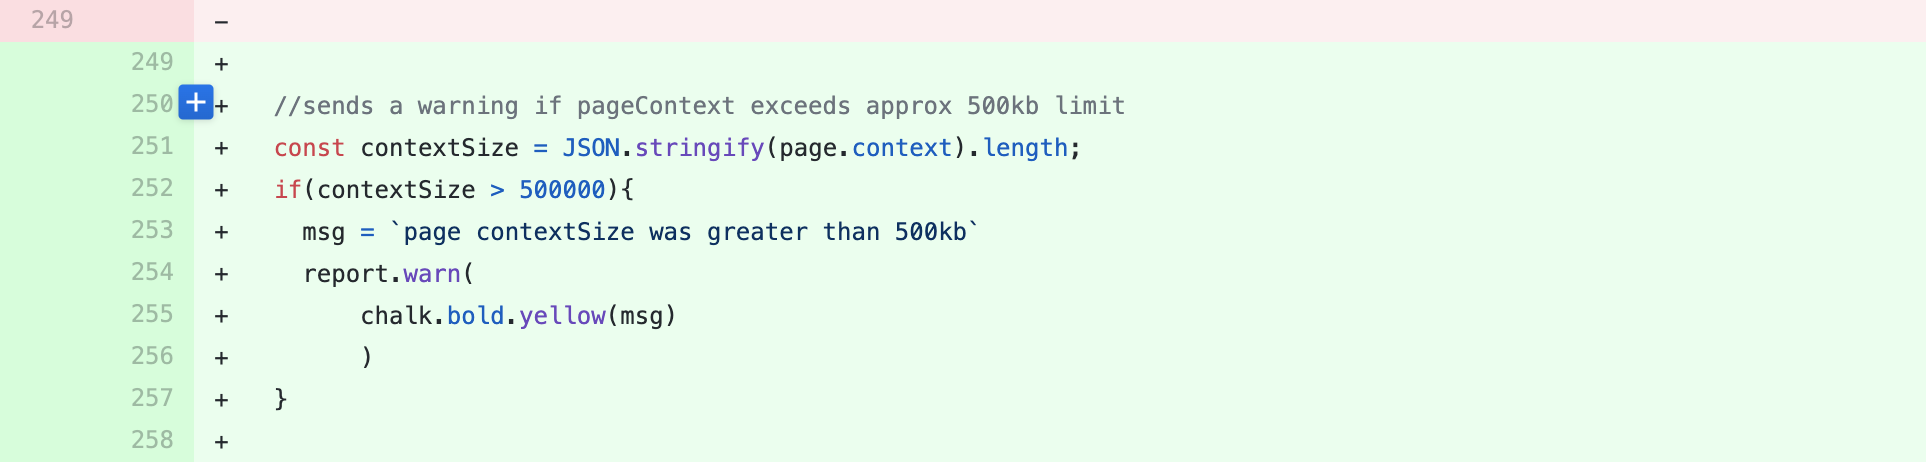 249 -
249 +
250 + + //sends a warning if pageContext exceeds approx 500kb limit
251 + const contextSize = JSON.stringify(page.context).length;
252 + if(contextSize > 500000){
253 + msg = `page contextSize was greater than 500kb`
254 + report.warn(
255 + chalk.bold.yellow(msg)
256 + )
257 + }
258 +